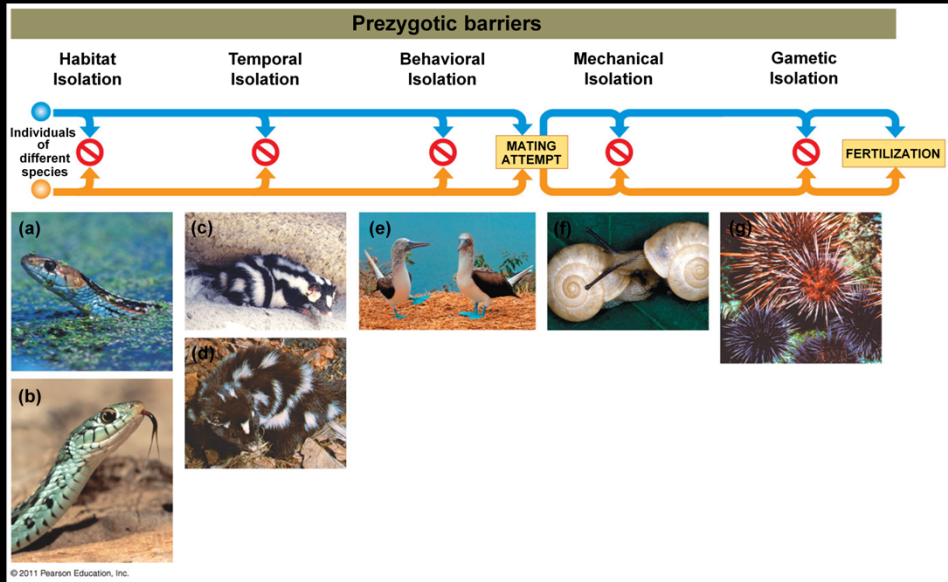 Prezygotic barriers
Habitat
Isolation
Temporal
Isolation
Behavioral
Isolation
Mechanical
Isolation
Gametic
Isolation
Individuals
of
different
species
MATING
ATTEMPT
FERTILIZATION
(a)
(c)
(e)
(f)
(g)
(d)
(b)
© 2011 Pearson Education, Inc.